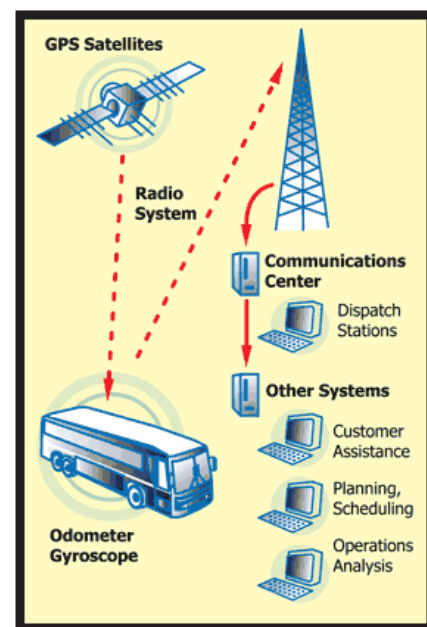 GPS Satellites
Radio
System
Communications
Center
Dispatch
Stations
Other Systems
Customer
Assistance
Planning,
Scheduling
Operations
Analysis
Odometer
Gyroscope